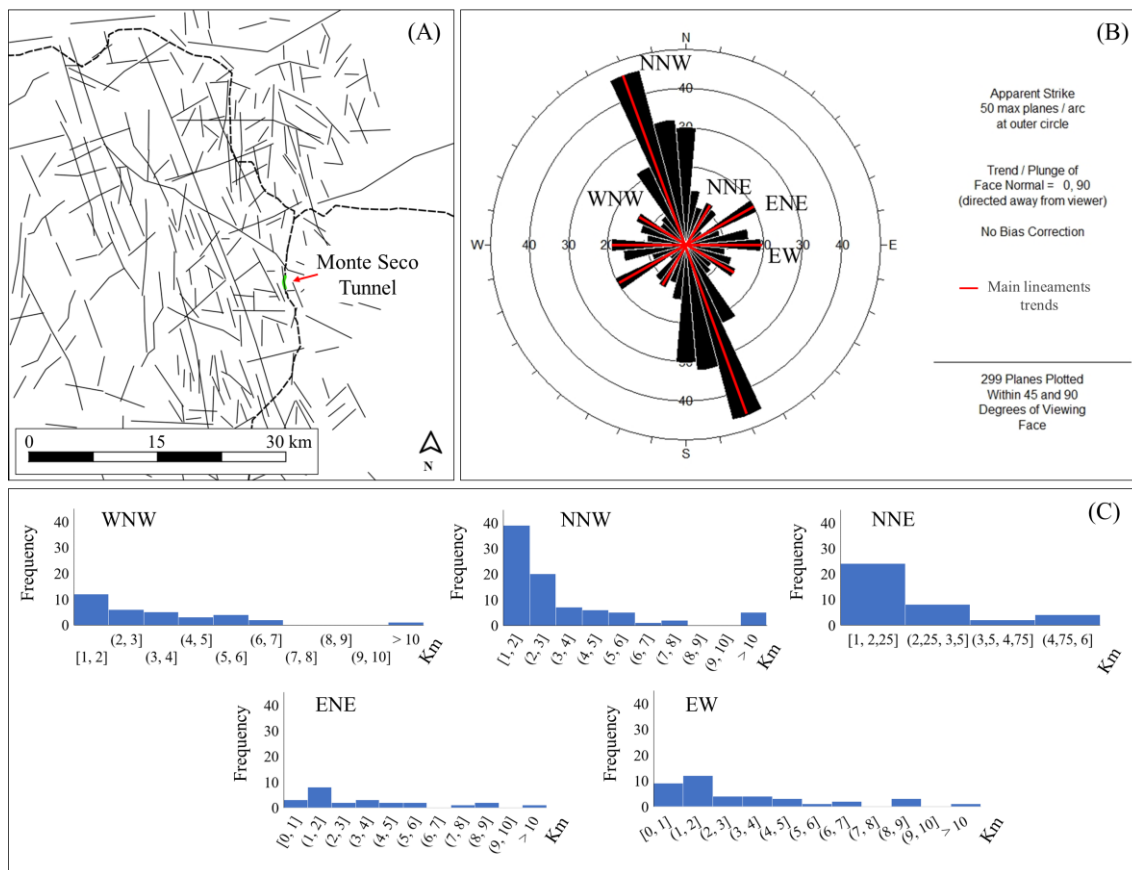 (A)
Monte Seco
Tunnel
0 15 30 km
N
(B)
N
NNW
40
30
WNW
NNE
ENE
W 40 30 20 30 40 E
EW
30
40
S
Apparent Strike
50 max planes / arc
at outer circle
Trend / Plunge of
Face Normal = 0, 90
(directed away from viewer)
No Bias Correction
Main lineaments
trends
299 Planes Plotted
Within 45 and 90
Degrees of Viewing
Face
(C)
WNW
Frequency
40
30
20
10
0
(2, 3] (4, 5] (6, 7] (8, 9] > 10
[1, 2] (3, 4] (5, 6] (7, 8] (9, 10]
Km
NNW
Frequency
40
30
20
10
0
[1, 2] (2, 3] (3, 4] (4, 5] (5, 6] (6, 7] (7, 8] (8, 9] (9, 10] > 10
Km
NNE
Frequency
40
30
20
10
0
[1, 2,25] (2,25, 3,5] (3,5, 4,75] (4,75, 6]
Km
ENE
Frequency
40
30
20
10
0
[0, 1] (1, 2] (2, 3] (3, 4] (4, 5] (5, 6] (6, 7] (7, 8] (8, 9] (9, 10] > 10
Km
EW
Frequency
40
30
20
10
0
[0, 1] (1, 2] (2, 3] (3, 4] (4, 5] (5, 6] (6, 7] (7, 8] (8, 9] (9, 10] > 10
Km